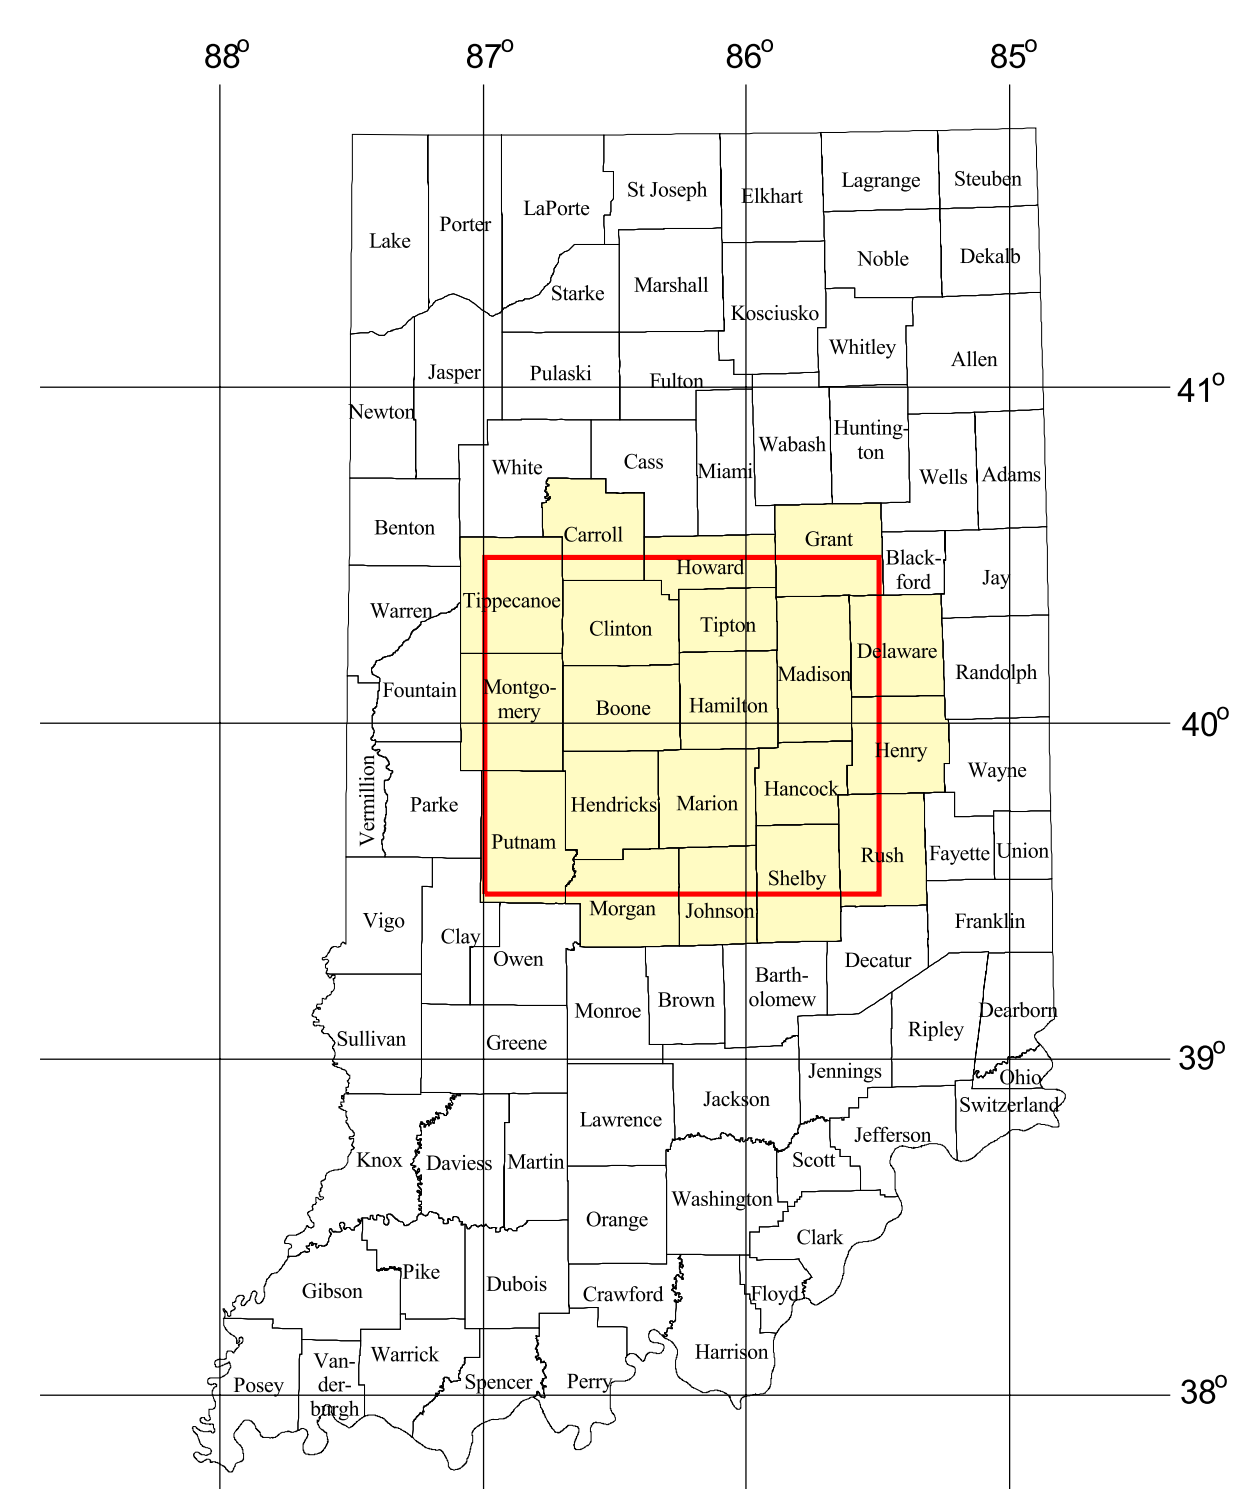 88° 87° 86° 85°
Lagrange Steuben
St Joseph Elkhart
LaPorte
Porter
Lake
Noble Dekalb
Marshall
Starke
Kosciusko
Whitley
Allen
Jasper Pulaski
Fulton
41°
Newton
Hunting-
ton
Wabash
White Cass
Miami
Wells Adams
Benton
Carroll Grant
Howard
Black-
ford
Jay
Tippecanoe
Warren
Clinton Tipton
Delaware
Madison Randolph
Fountain
Montgo-
mery
Boone Hamilton
40°
Henry
Wayne
Vermillion
Parke
Hendricks Marion Hancock
Putnam
Rush Fayette Union
Shelby
Morgan Johnson
Vigo
Clay
Franklin
Owen
Decatur
Barth-
olomew
Monroe Brown
Dearborn
Ripley
Sullivan Greene
39°
Jennings
Ohio
Jackson
Switzerland
Lawrence
Jefferson
Knox Daviess Martin
Scott
Washington
Orange
Clark
Pike
Gibson
Dubois
Crawford Floyd
Harrison
Warrick
Posey
Van-
der-
burgh
Spencer Perry
38°